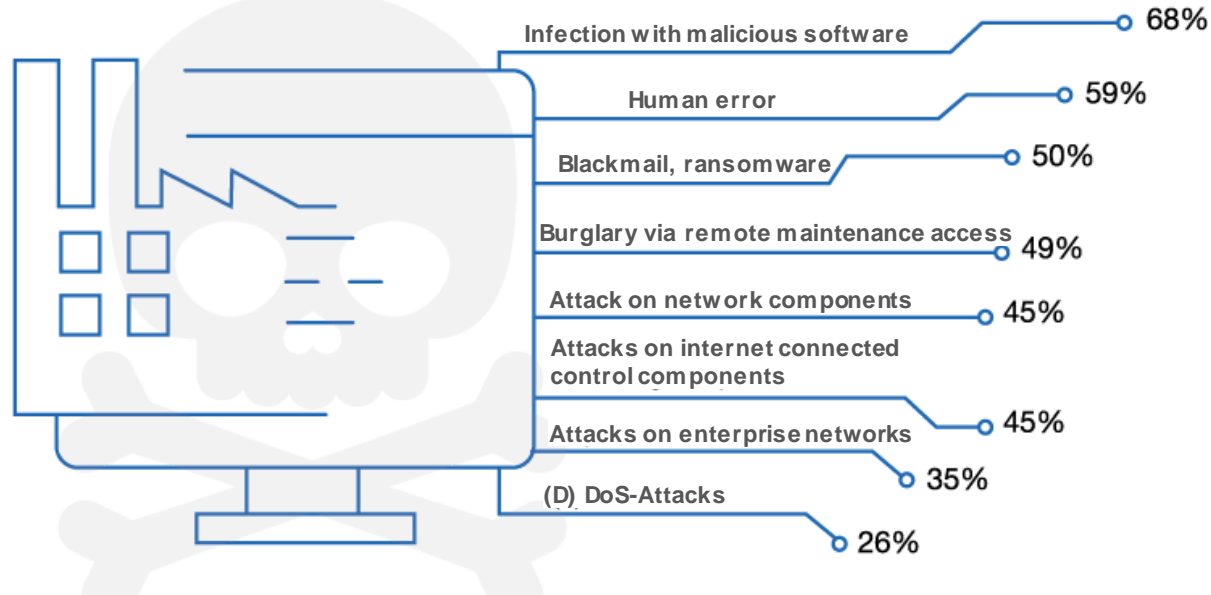 Infection with malicious software
68%
Human error
59%
Blackmail, ransomware
50%
Burglary via remote maintenance access
49%
Attack on network components
45%
Attacks on internet connected
control components
45%
Attacks on enterprise networks
35%
(D) DoS-Attacks
26%